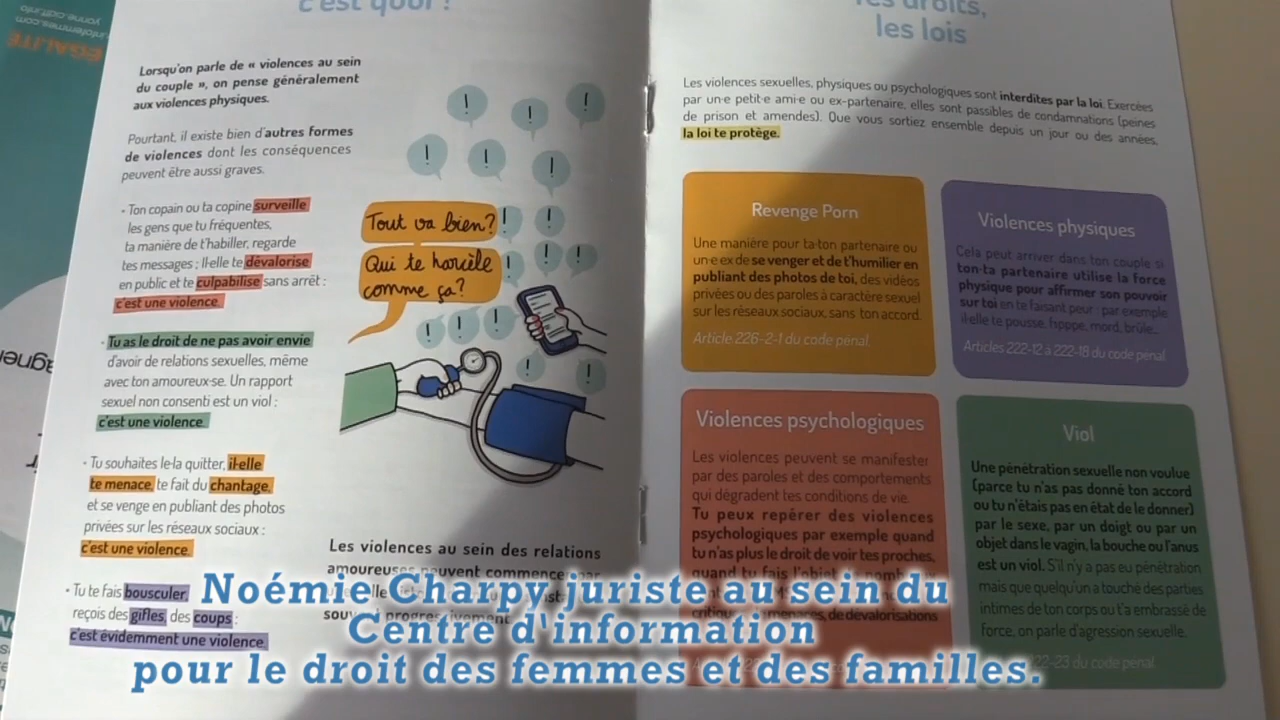 c'est quoi ?
Lorsqu'on parle de « violences au sein
du couple », on pense généralement
aux violences physiques.
Pourtant, il existe bien d'autres formes
de violences dont les conséquences
peuvent être aussi graves.
• Ton copain ou ta copine surveille
les gens que tu fréquentes,
ta manière de t'habiller, regarde
tes messages ; Il·elle te dévalorise
en public et te culpabilise sans arrêt :
c'est une violence.
• Tu as le droit de ne pas avoir envie
d'avoir de relations sexuelles, même
avec ton amoureux·se. Un rapport
sexuel non consenti est un viol :
c'est une violence.
• Tu souhaites le·la quitter, il·elle
te menace, te fait du chantage,
et se venge en publiant des photos
privées sur les réseaux sociaux :
c'est une violence.
• Tu te fais bousculer,
reçois des gifles, des coups :
c'est évidemment une violence.
Tout va bien?
Qui te harcèle
comme ça?
Les violences au sein des relations
amoureuses peuvent commencer
progressivement
les droits,
les lois
Les violences sexuelles, physiques ou psychologiques sont interdites par la loi. Exercées
par un·e petit·e ami·e ou ex-partenaire, elles sont passibles de condamnations (peines
de prison et amendes). Que vous sortiez ensemble depuis un jour ou des années,
la loi te protège.
Revenge Porn
Une manière pour ta·ton partenaire ou
un·e ex de se venger et de t'humilier en
publiant des photos de toi, des vidéos
privées ou des paroles à caractère sexuel
sur les réseaux sociaux, sans ton accord.
Article 226-2-1 du code pénal.
Violences physiques
Cela peut arriver dans ton couple si
ton·ta partenaire utilise la force
physique pour affirmer son pouvoir
sur toi en te faisant peur : par exemple
il·elle te pousse, frappe, mord, brûle...
Articles 222-12 à 222-18 du code pénal
Violences psychologiques
Les violences peuvent se manifester
par des paroles et des comportements
qui dégradent tes conditions de vie.
Tu peux repérer des violences
psychologiques par exemple quand
tu n'as plus le droit de voir tes proches,
quand tu fais l'objet de
critiques, menaces, de dévalorisations
Viol
Une pénétration sexuelle non voulue
(parce tu n'as pas donné ton accord
ou tu n'étais pas en état de le donner)
par le sexe, par un doigt ou par un
objet dans le vagin, la bouche ou l'anus
est un viol. S'il n'y a pas eu pénétration
mais que quelqu'un a touché des parties
intimes de ton corps ou t'a embrassé de
force, on parle d'agression sexuelle.
222-23 du code pénal.
Noémie Charpy juriste au sein du
Centre d'information
pour le droit des femmes et des familles.
EGALITE